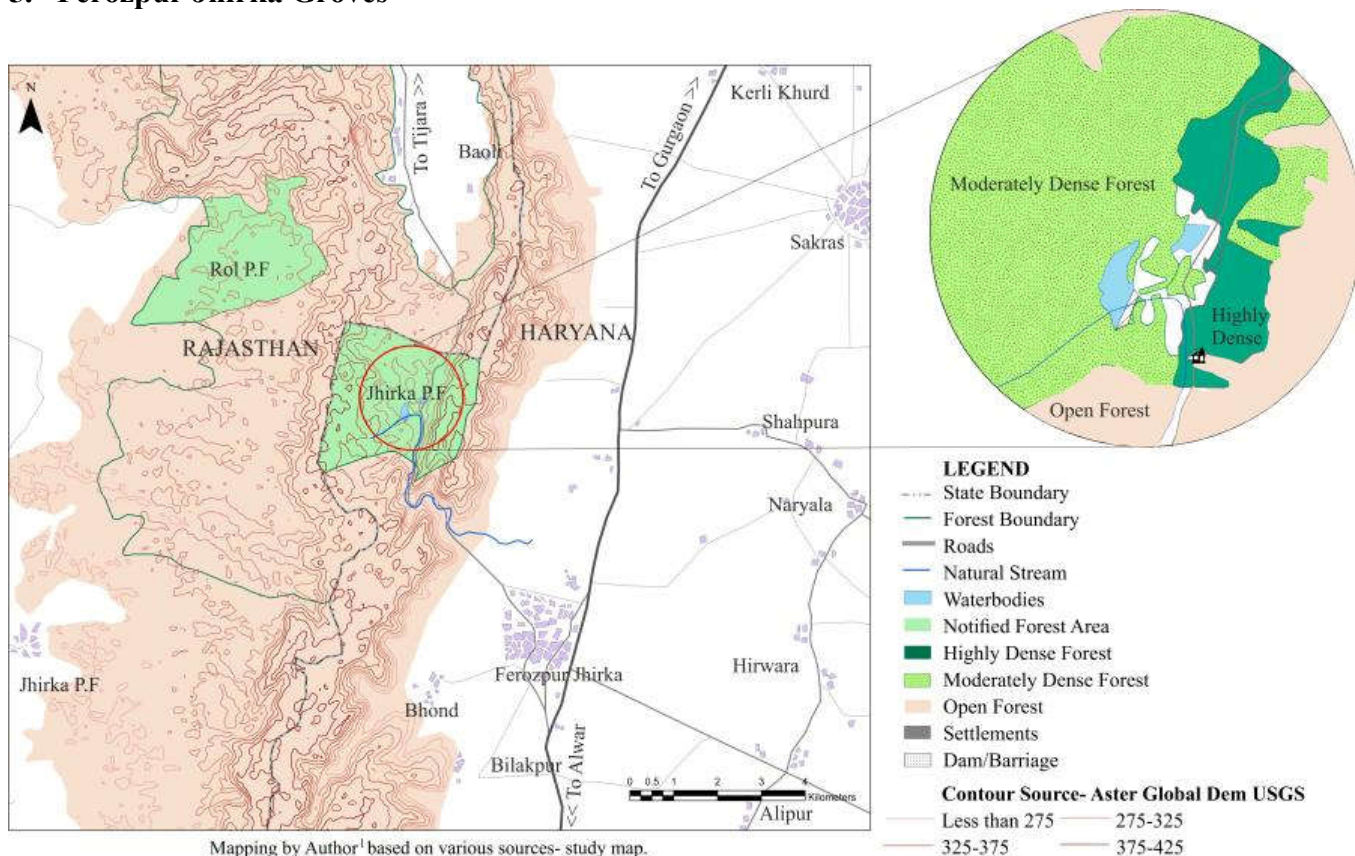 Ferozpur Jhirka Groves
N
To Tijara >>
Baoli
To Gurgaon >>
Kerli Khurd
Sakras
Rol P.F
RAJASTHAN
HARYANA
Jhirka P.F
Shahpura
Naryala
Hirwara
Ferozpur Jhirka
Jhirka P.F
Bhond
Bilakpur
<< To Alwar
Alipur
0 0.5 1 2 3 4
Kilometers
Moderately Dense Forest
Highly
Dense
Open Forest
LEGEND
State Boundary
Forest Boundary
Roads
Natural Stream
Waterbodies
Notified Forest Area
Highly Dense Forest
Moderately Dense Forest
Open Forest
Settlements
Dam/Barriage
Contour Source- Aster Global Dem USGS
Less than 275 275-325
325-375 375-425
Mapping by Author¹ based on various sources- study map.